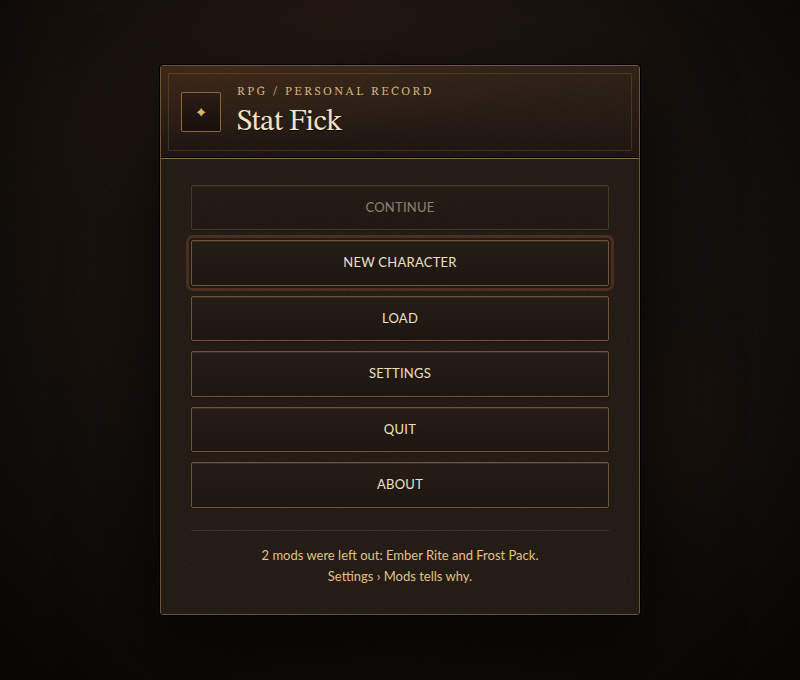 RPG / PERSONAL RECORD
Stat Fick
CONTINUE
NEW CHARACTER
LOAD
SETTINGS
QUIT
ABOUT
2 mods were left out: Ember Rite and Frost Pack.
Settings › Mods tells why.